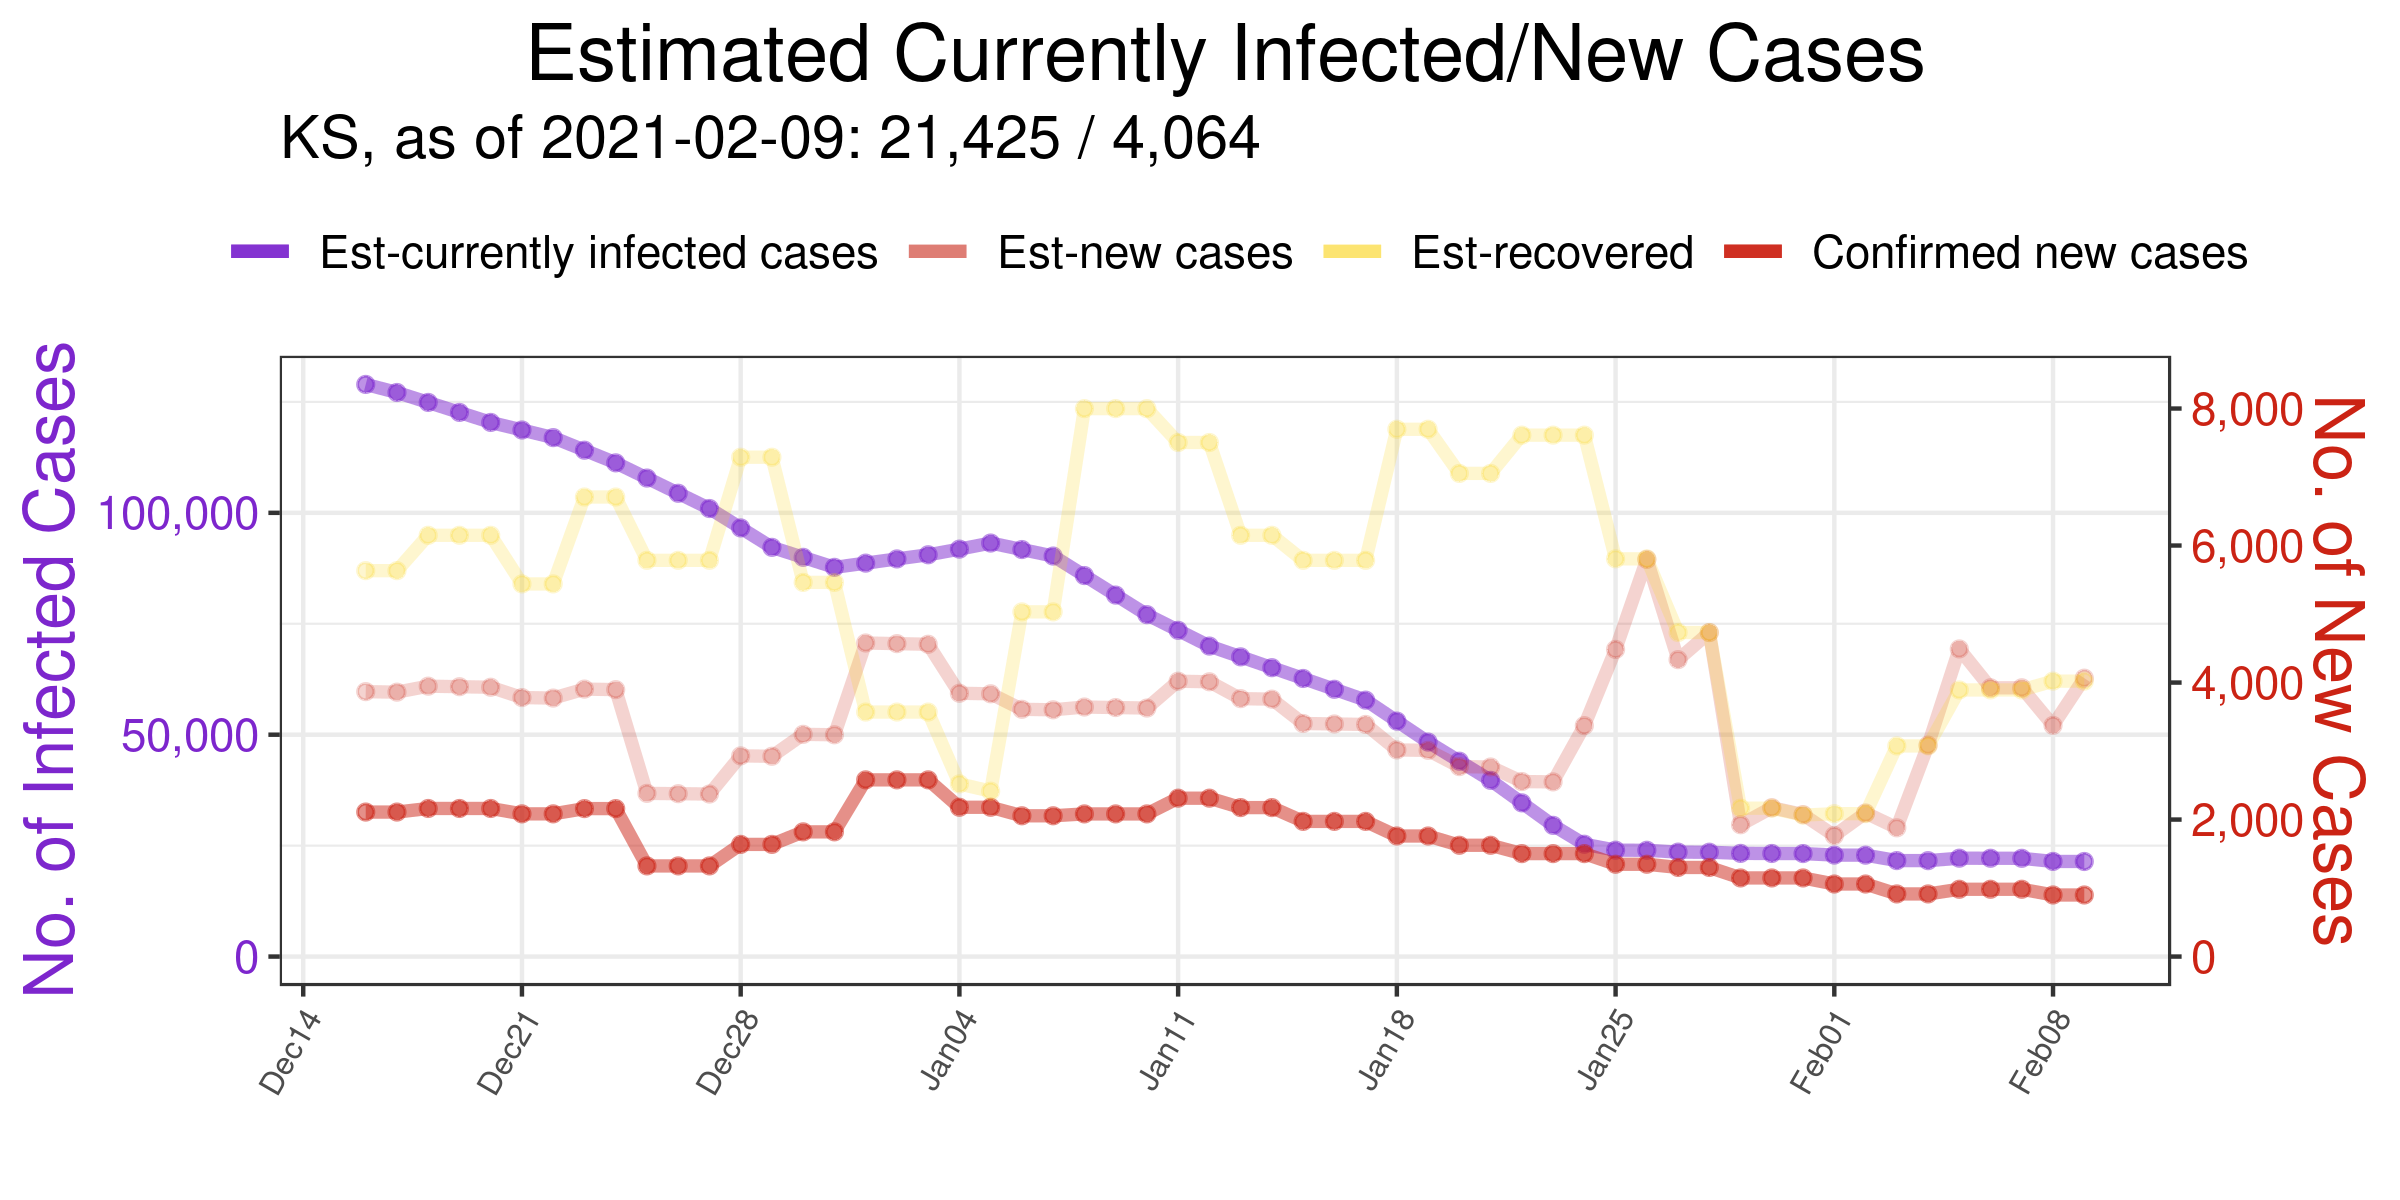 Estimated Currently Infected/New Cases
KS, as of 2021-02-09: 21,425 / 4,064
Est-currently infected cases Est-new cases Est-recovered Confirmed new cases
No. of Infected Cases
100,000
50,000
0
8,000
6,000
4,000
2,000
0
No. of New Cases
Dec14 Dec21 Dec28 Jan04 Jan11 Jan18 Jan25 Feb01 Feb08